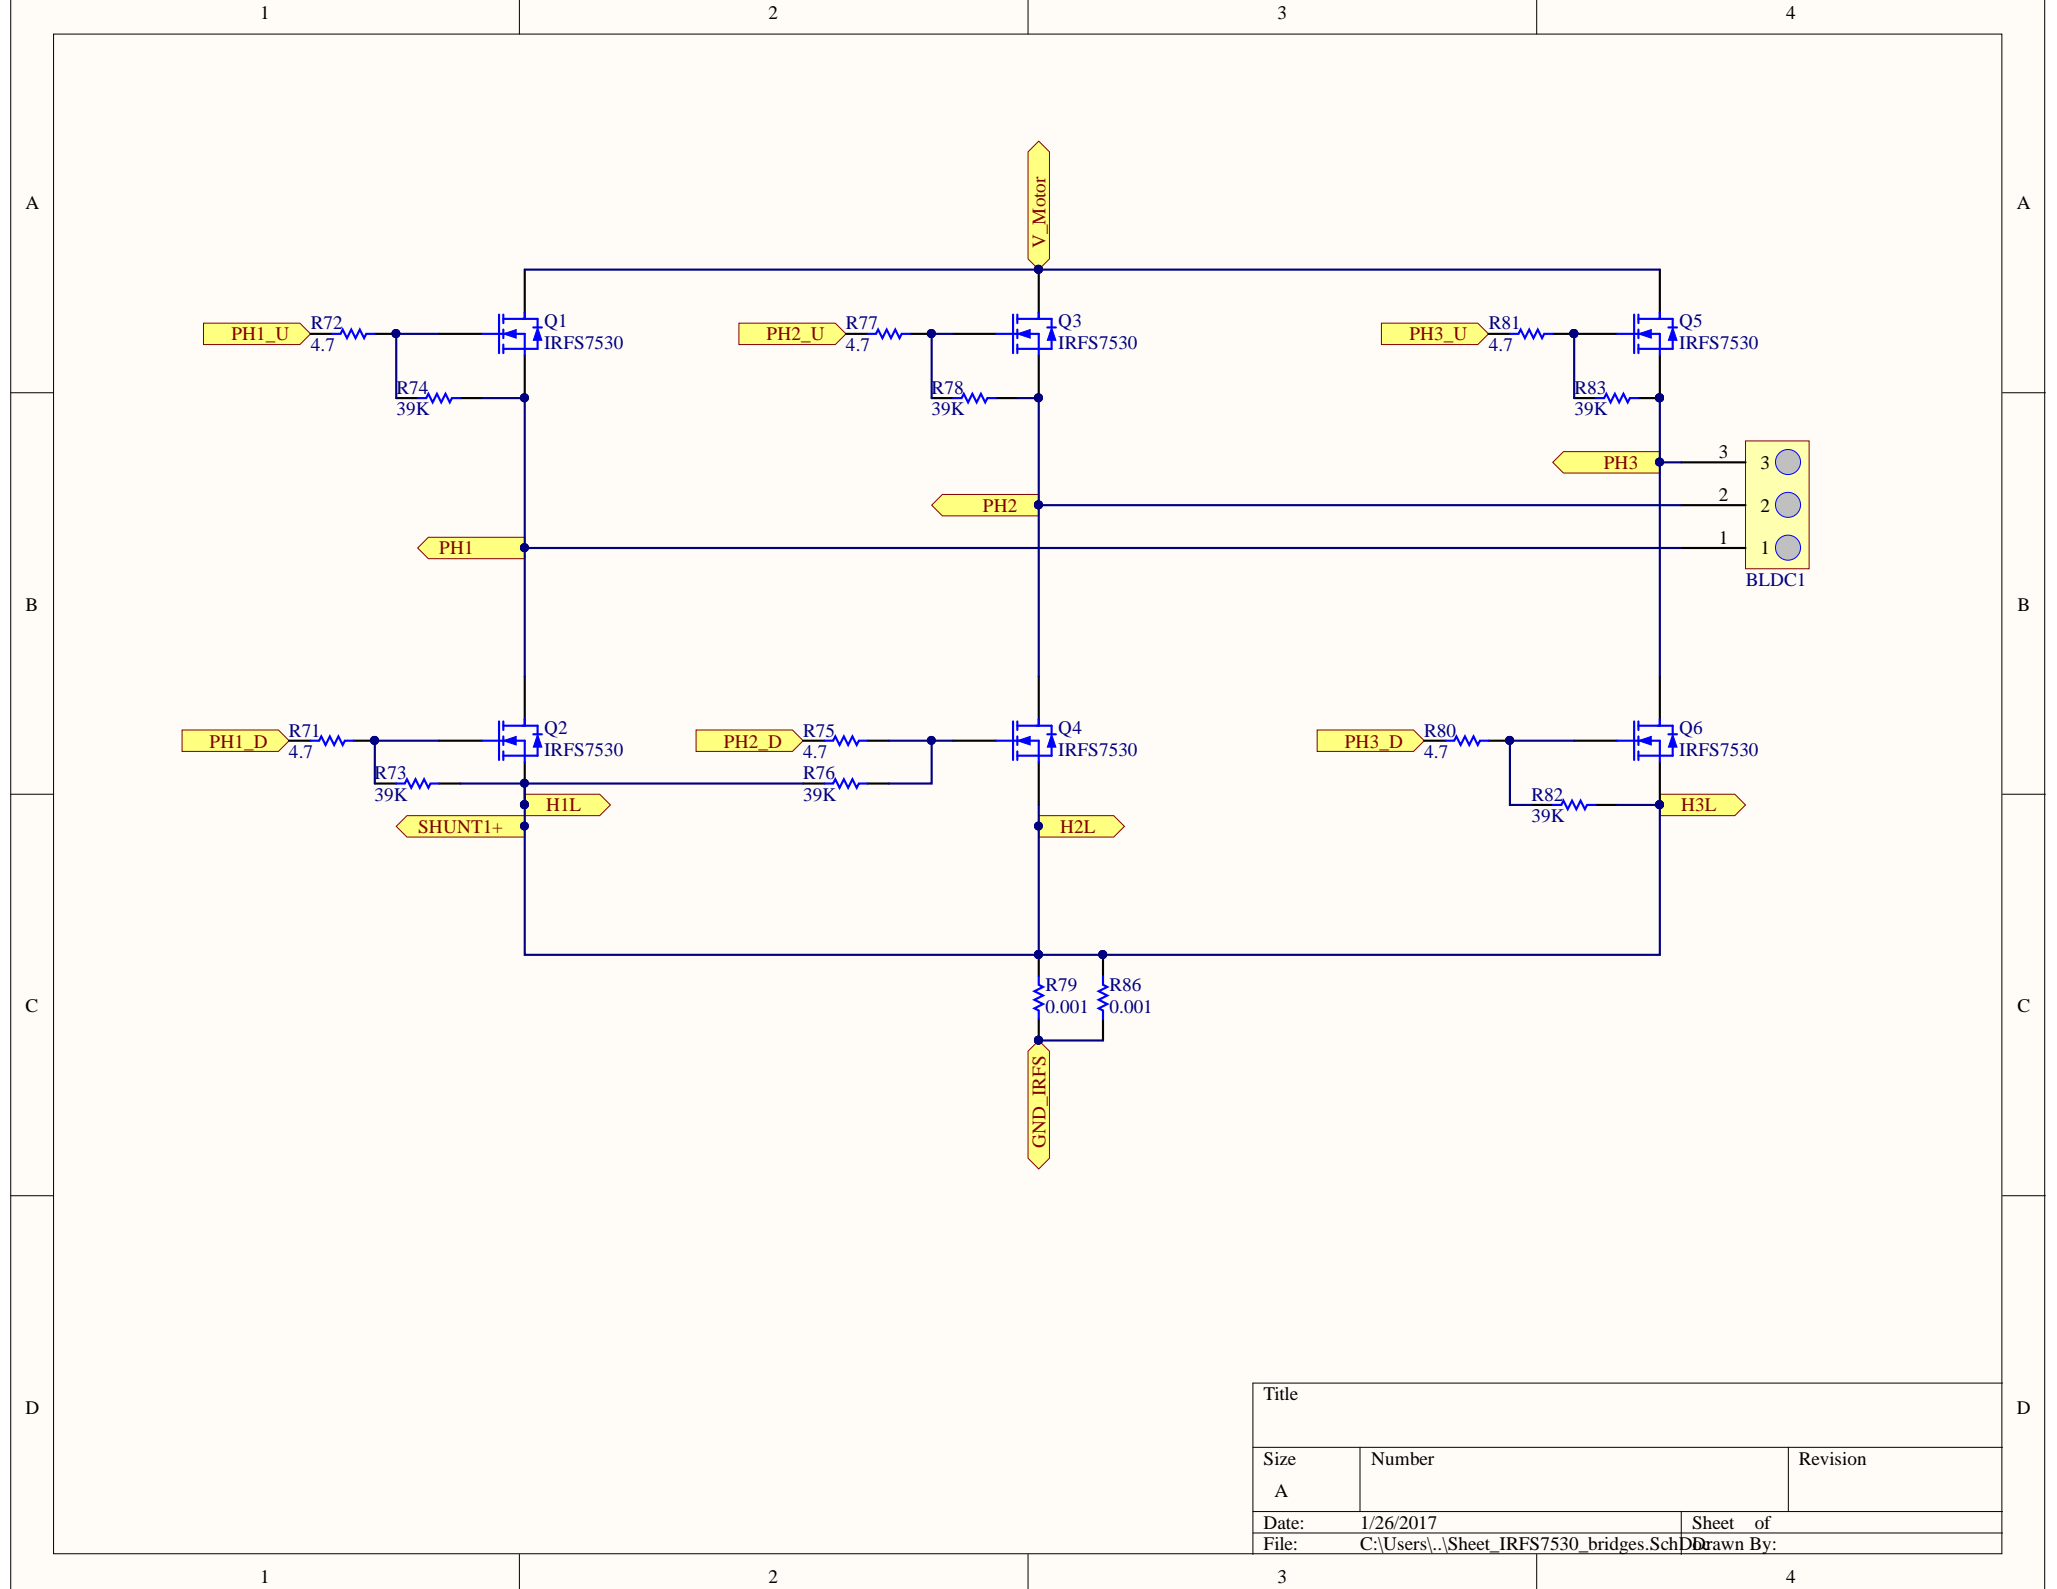 1 2 3 4
A A
V_Motor
PH1_U
R72
4.7
Q1
IRFS7530
PH2_U
R77
4.7
Q3
IRFS7530
PH3_U
R81
4.7
Q5
IRFS7530
R74
39K
R78
39K
R83
39K
PH3
3
3
PH2
2
2
PH1
1
1
BLDC1
B B
PH1_D
R71
4.7
Q2
IRFS7530
PH2_D
R75
4.7
Q4
IRFS7530
PH3_D
R80
4.7
Q6
IRFS7530
R73
39K
R76
39K
R82
39K
H1L
SHUNT1+
H2L
H3L
C C
R79
0.001
R86
0.001
GND_IRFS
D D
Title
Size
A
Number
Revision
Date: 1/26/2017
Sheet of
File: C:\Users\..\Sheet_IRFS7530_bridges.SchDoc
Drawn By:
1 2 3 4